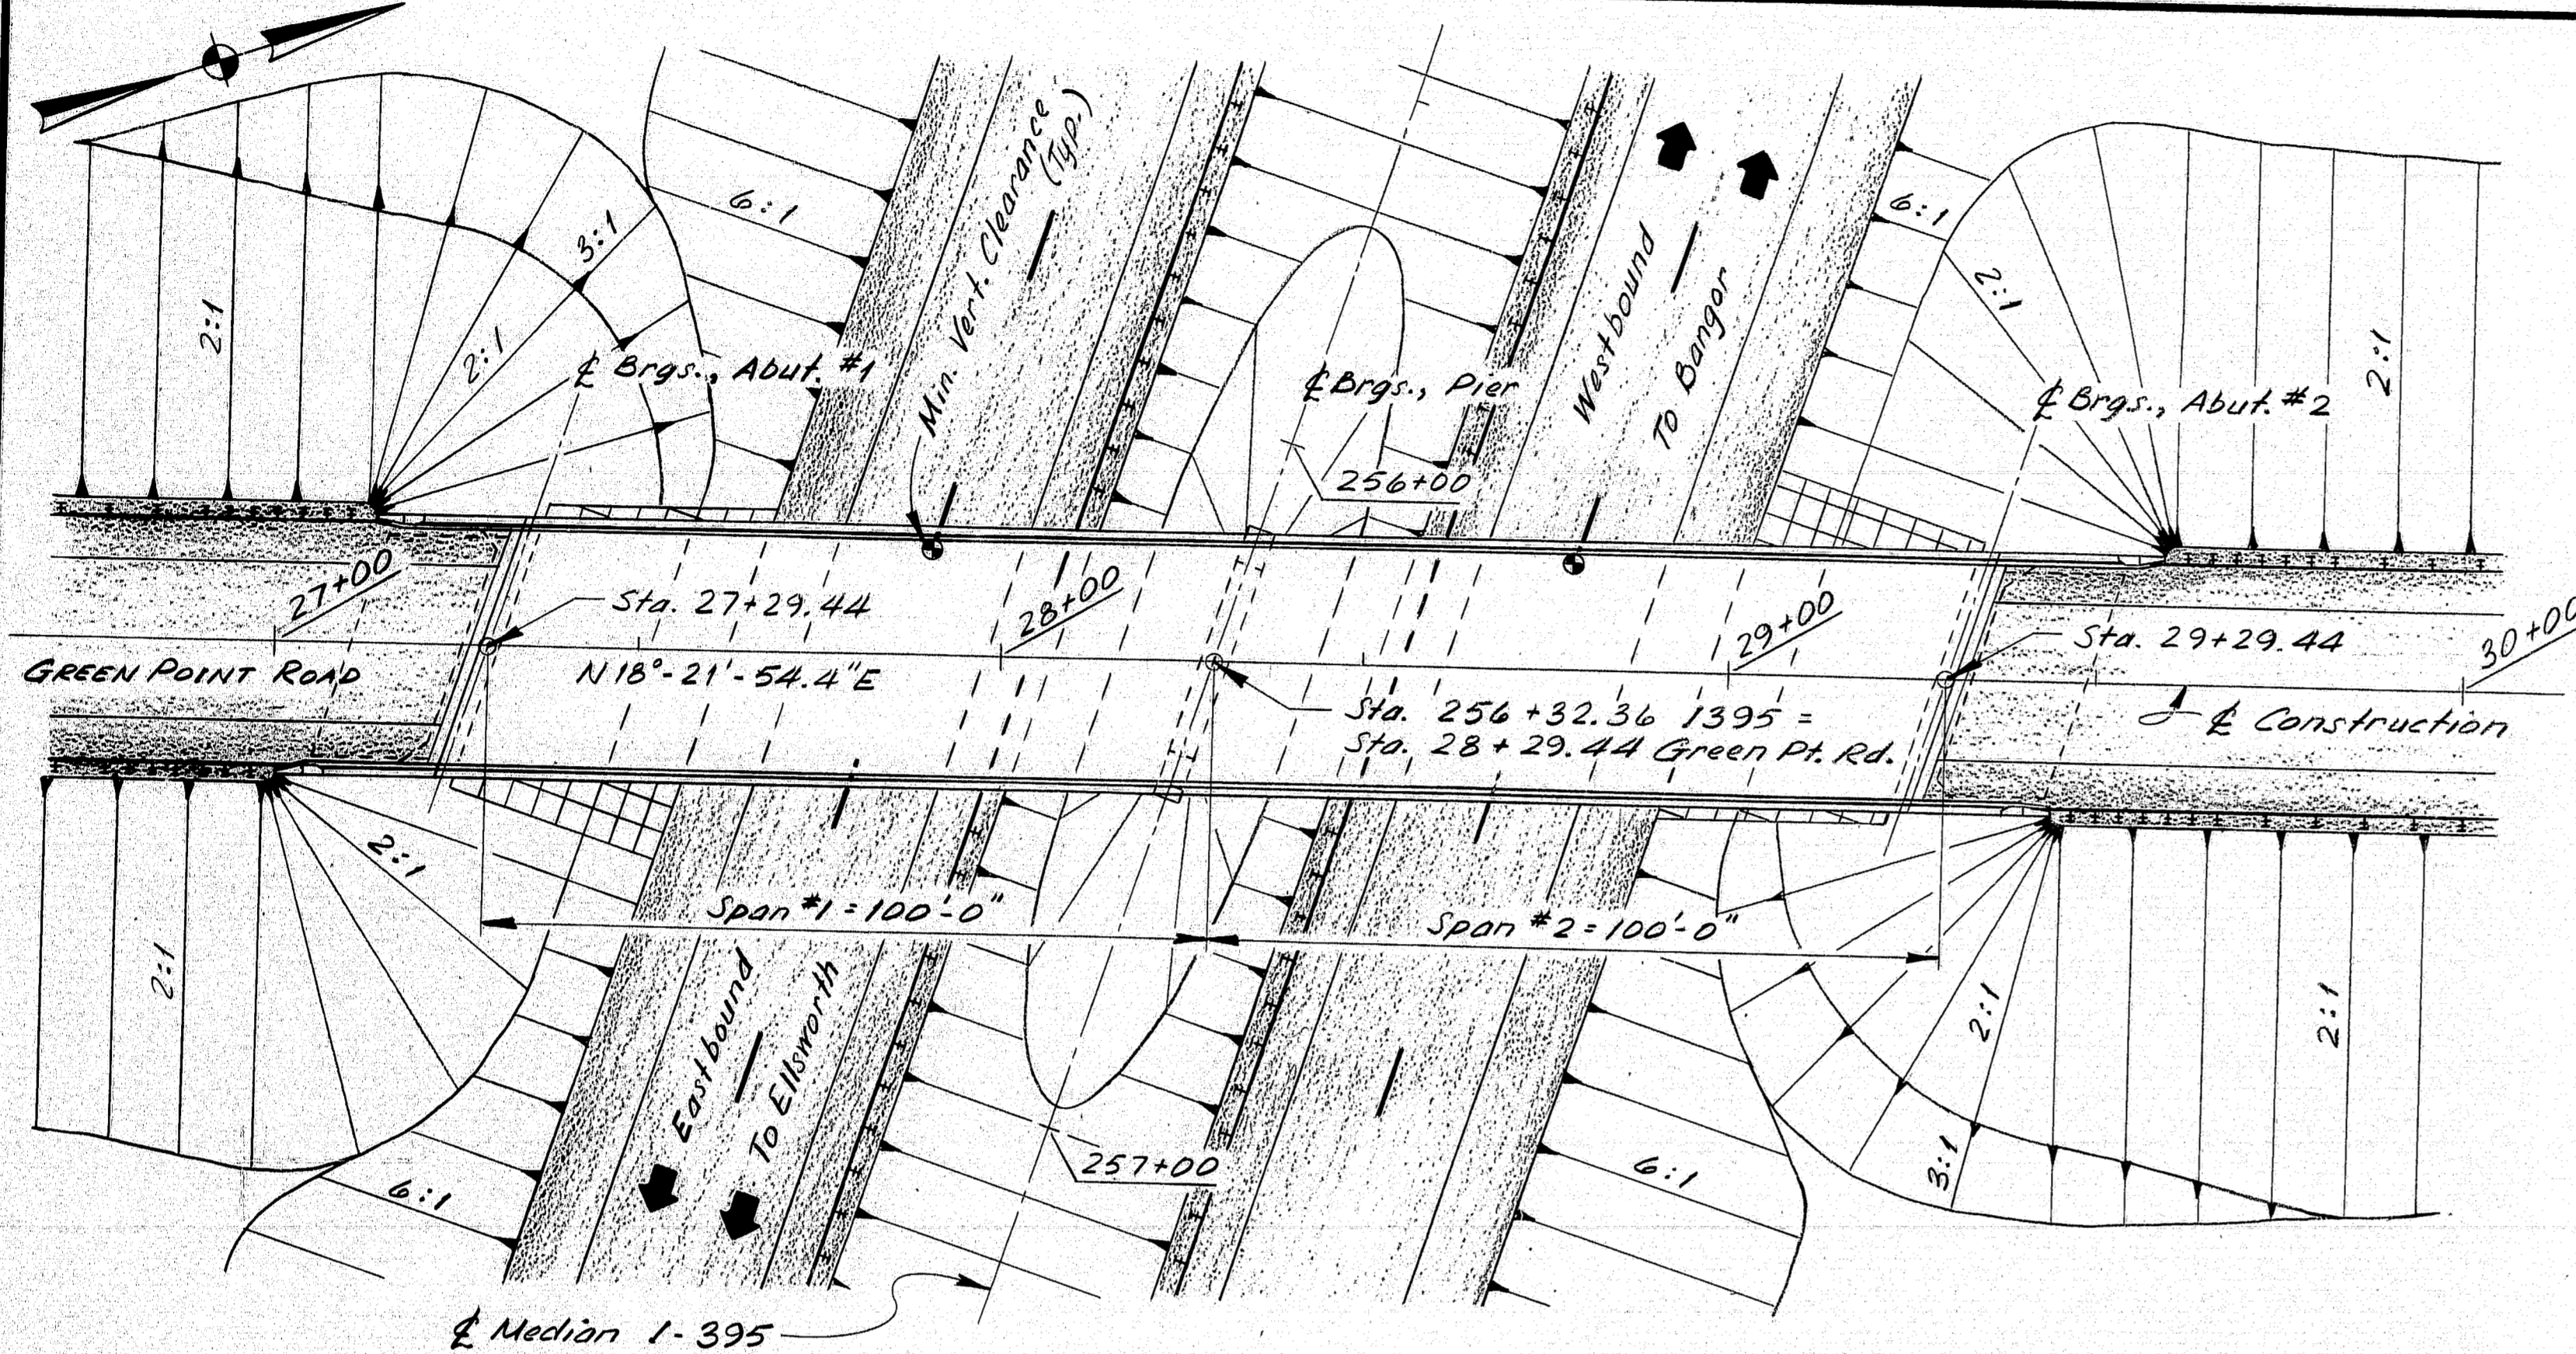 Min. Vert. Clearance
(Typ.)
6:1
3:1
2:1
2:1
℄ Brgs., Abut. #1
℄ Brgs., Pier
256+00
Westbound
To Bangor
6:1
2:1
2:1
℄ Brgs., Abut. #2
27+00
Sta. 27+29.44
28+00
29+00
Sta. 29+29.44
30+00
GREEN POINT ROAD
N 18°-21'-54.4" E
Sta. 256+32.36 I395 =
Sta. 28+29.44 Green Pt. Rd.
℄ Construction
2:1
2:1
Span #1 = 100'-0"
Span #2 = 100'-0"
Eastbound
To Ellsworth
6:1
257+00
6:1
2:1
3:1
2:1
℄ Median I-395